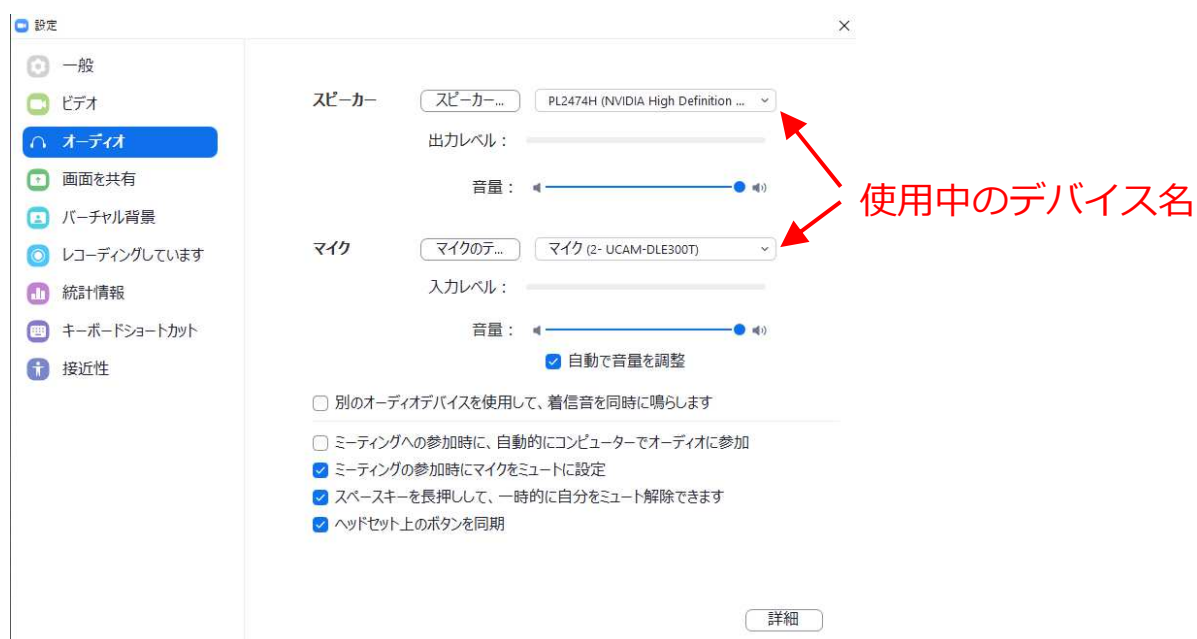 設定
一般
ビデオ
オーディオ
画面を共有
バーチャル背景
レコーディングしています
統計情報
キーボードショートカット
接近性
スピーカー スピーカー... PL2474H (NVIDIA High Definition ...
出力レベル：
音量：
マイク マイクのテ... マイク (2- UCAM-DLE300T)
入力レベル：
音量：
自動で音量を調整
別のオーディオデバイスを使用して、着信音を同時に鳴らします
ミーティングへの参加時に、自動的にコンピューターでオーディオに参加
ミーティングの参加時にマイクをミュートに設定
スペースキーを長押しして、一時的に自分をミュート解除できます
ヘッドセット上のボタンを同期
詳細
使用中のデバイス名